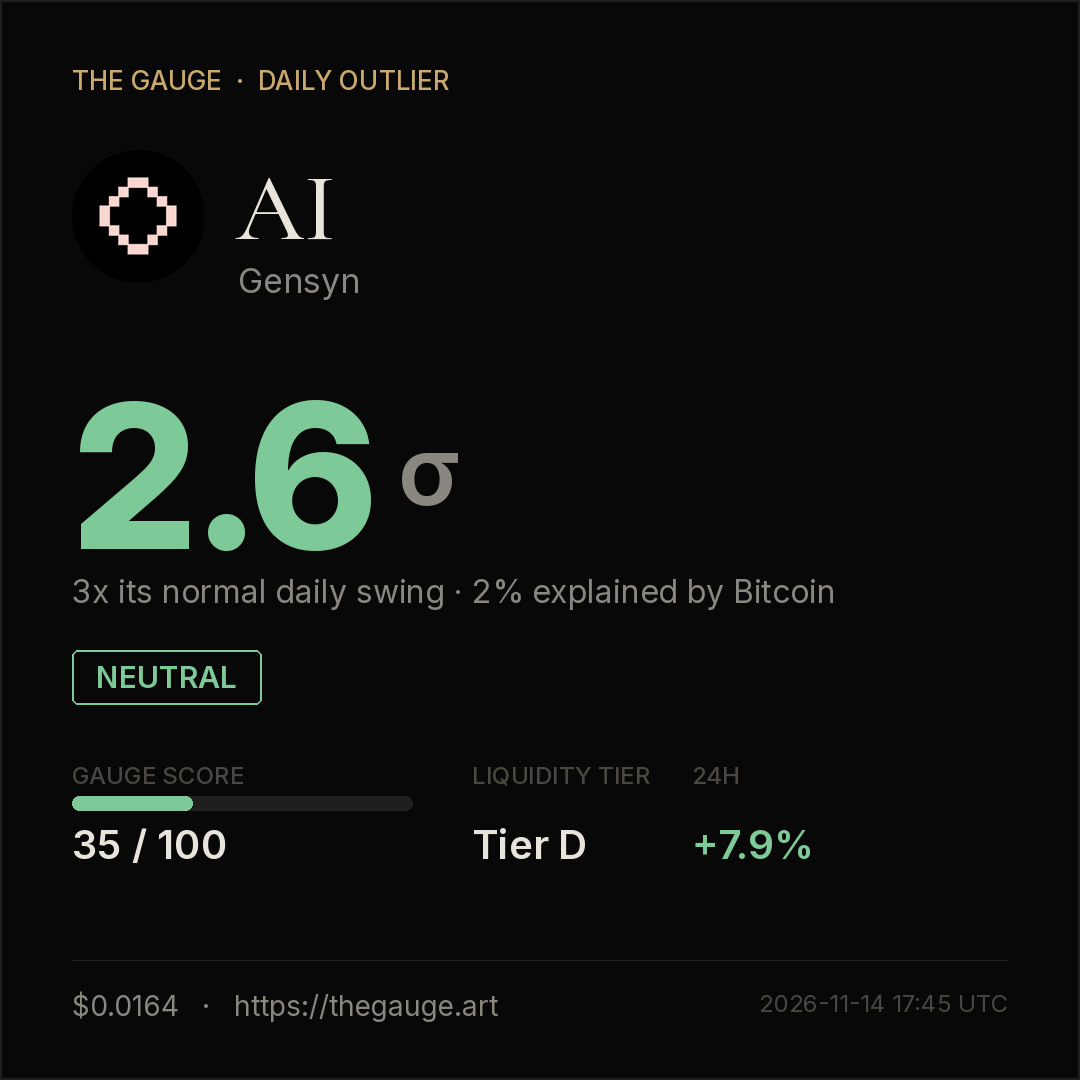 THE GAUGE · DAILY OUTLIER
AI
Gensyn
2.6 σ
3x its normal daily swing · 2% explained by Bitcoin
NEUTRAL
GAUGE SCORE LIQUIDITY TIER 24H
35 / 100 Tier D +7.9%
$0.0164 · https://thegauge.art 2026-11-14 17:45 UTC